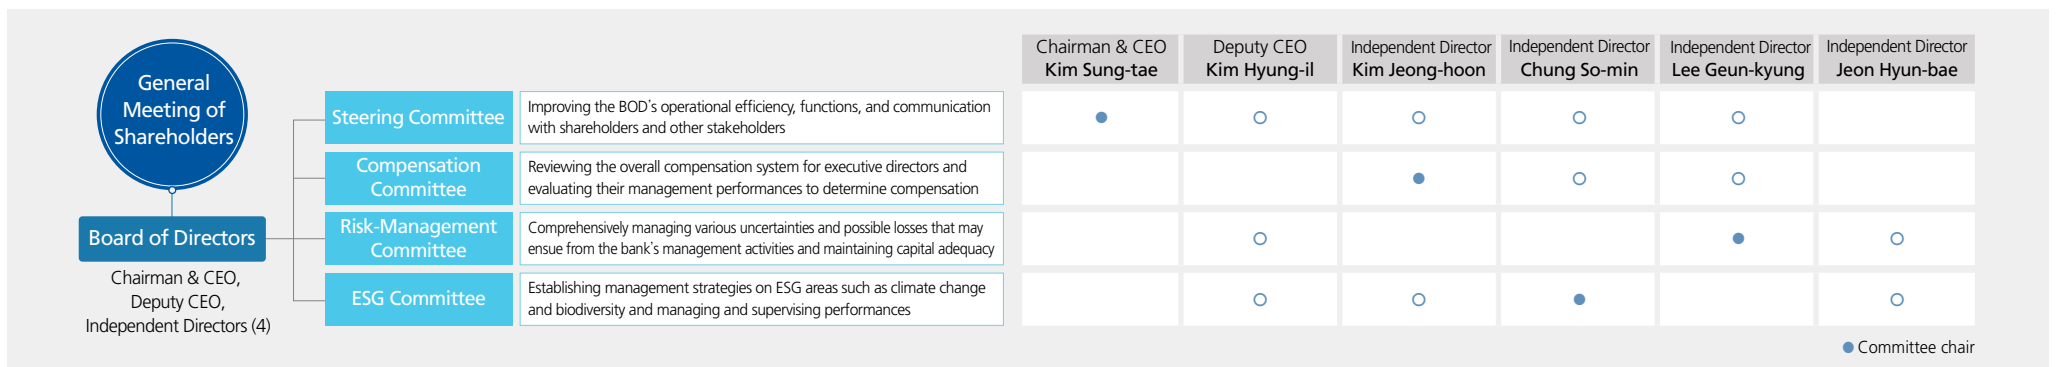 General
Meeting of
Shareholders
Board of Directors
Chairman & CEO,
Deputy CEO,
Independent Directors (4)
Chairman & CEO
Kim Sung-tae
Deputy CEO
Kim Hyung-il
Independent Director
Kim Jeong-hoon
Independent Director
Chung So-min
Independent Director
Lee Geun-kyung
Independent Director
Jeon Hyun-bae
Steering Committee
Improving the BOD's operational efficiency, functions, and communication
with shareholders and other stakeholders
Compensation
Committee
Reviewing the overall compensation system for executive directors and
evaluating their management performances to determine compensation
Risk-Management
Committee
Comprehensively managing various uncertainties and possible losses that may
ensue from the bank's management activities and maintaining capital adequacy
ESG Committee
Establishing management strategies on ESG areas such as climate change
and biodiversity and managing and supervising performances
Committee chair